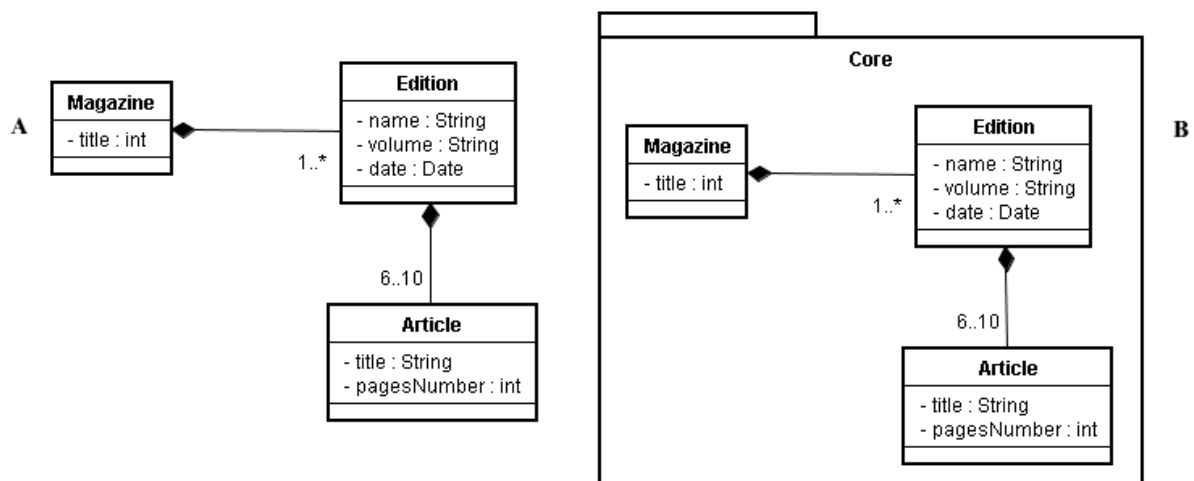 A
Magazine
- title : int
1..*
Edition
- name : String
- volume : String
- date : Date
6..10
Article
- title : String
- pagesNumber : int
Core
B
Magazine
- title : int
1..*
Edition
- name : String
- volume : String
- date : Date
6..10
Article
- title : String
- pagesNumber : int